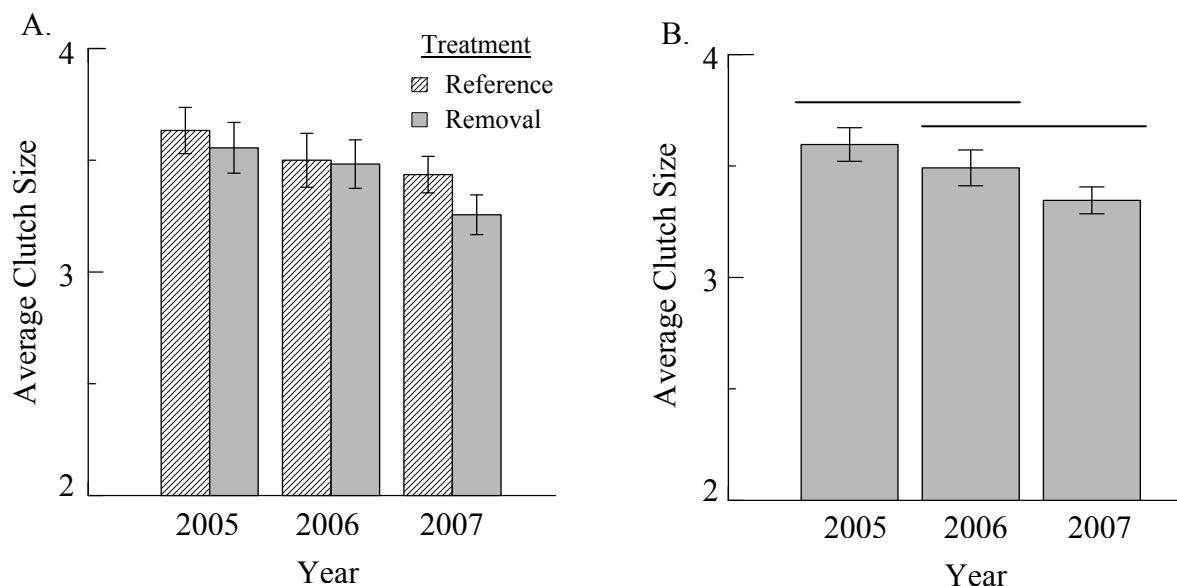 A.
4
3
2
Average Clutch Size
Treatment
Reference
Removal
2005 2006 2007
Year
B.
4
3
2
Average Clutch Size
2005 2006 2007
Year